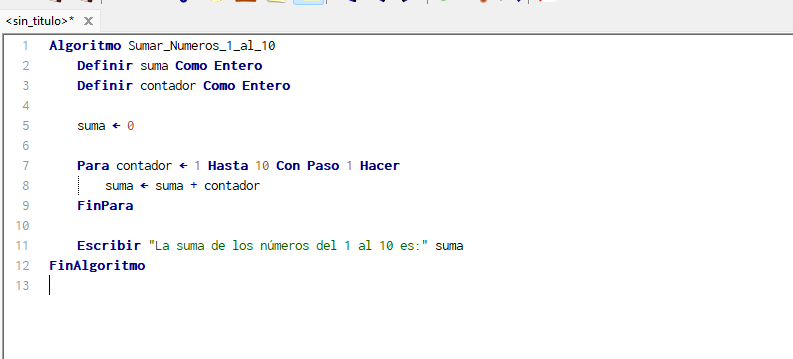 <sin_titulo>* X
1 Algoritmo Sumar_Numeros_1_al_10
2 Definir suma Como Entero
3 Definir contador Como Entero
4
5 suma ← 0
6
7 Para contador ← 1 Hasta 10 Con Paso 1 Hacer
8 suma ← suma + contador
9 FinPara
10
11 Escribir "La suma de los números del 1 al 10 es:" suma
12 FinAlgoritmo
13